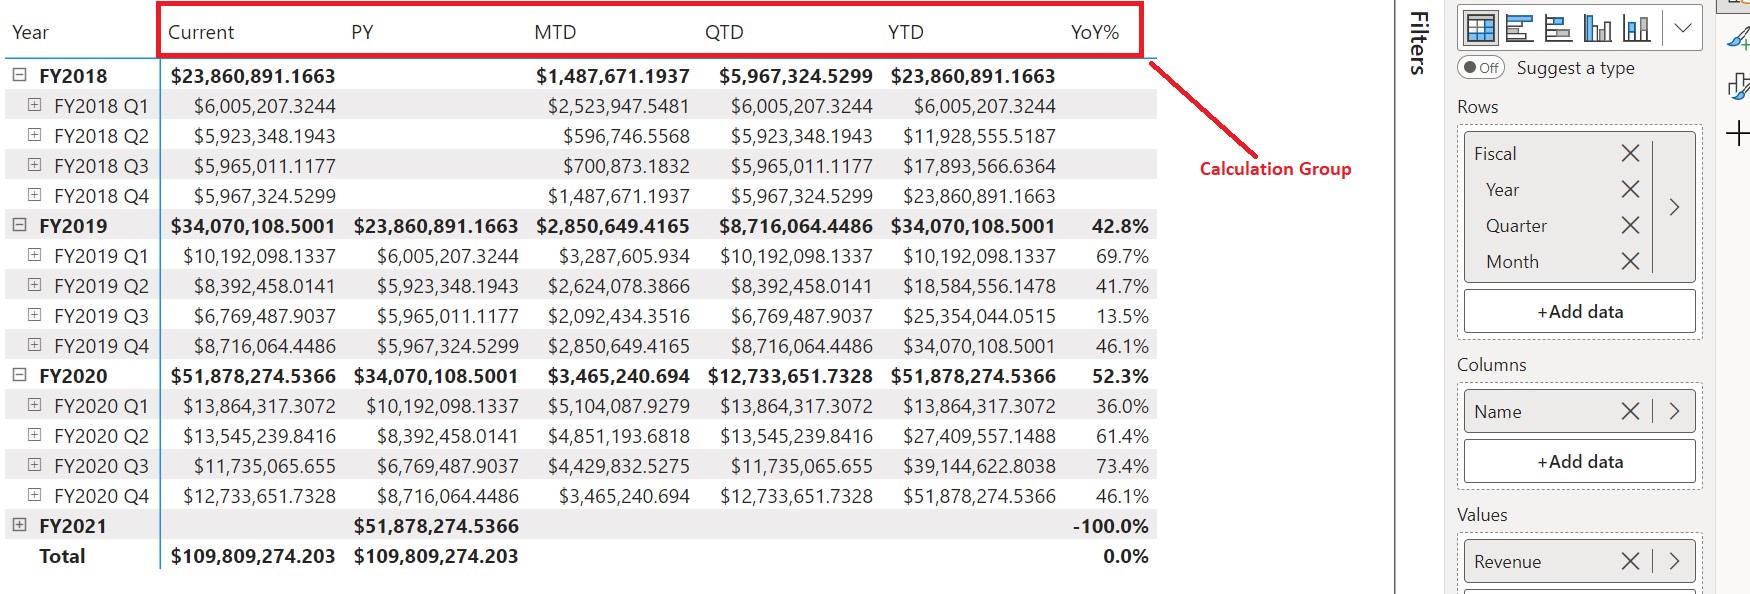 Year Current PY MTD QTD YTD YoY%
FY2018 $23,860,891.1663 $1,487,671.1937 $5,967,324.5299 $23,860,891.1663
FY2018 Q1 $6,005,207.3244 $2,523,947.5481 $6,005,207.3244 $6,005,207.3244
FY2018 Q2 $5,923,348.1943 $596,746.5568 $5,923,348.1943 $11,928,555.5187
FY2018 Q3 $5,965,011.1177 $700,873.1832 $5,965,011.1177 $17,893,566.6364
FY2018 Q4 $5,967,324.5299 $1,487,671.1937 $5,967,324.5299 $23,860,891.1663
FY2019 $34,070,108.5001 $23,860,891.1663 $2,850,649.4165 $8,716,064.4486 $34,070,108.5001 42.8%
FY2019 Q1 $10,192,098.1337 $6,005,207.3244 $3,287,605.934 $10,192,098.1337 $10,192,098.1337 69.7%
FY2019 Q2 $8,392,458.0141 $5,923,348.1943 $2,624,078.3866 $8,392,458.0141 $18,584,556.1478 41.7%
FY2019 Q3 $6,769,487.9037 $5,965,011.1177 $2,092,434.3516 $6,769,487.9037 $25,354,044.0515 13.5%
FY2019 Q4 $8,716,064.4486 $5,967,324.5299 $2,850,649.4165 $8,716,064.4486 $34,070,108.5001 46.1%
FY2020 $51,878,274.5366 $34,070,108.5001 $3,465,240.694 $12,733,651.7328 $51,878,274.5366 52.3%
FY2020 Q1 $13,864,317.3072 $10,192,098.1337 $5,104,087.9279 $13,864,317.3072 $13,864,317.3072 36.0%
FY2020 Q2 $13,545,239.8416 $8,392,458.0141 $4,851,193.6818 $13,545,239.8416 $27,409,557.1488 61.4%
FY2020 Q3 $11,735,065.655 $6,769,487.9037 $4,429,832.5275 $11,735,065.655 $39,144,622.8038 73.4%
FY2020 Q4 $12,733,651.7328 $8,716,064.4486 $3,465,240.694 $12,733,651.7328 $51,878,274.5366 46.1%
FY2021 $51,878,274.5366 -100.0%
Total $109,809,274.203 $109,809,274.203 0.0%
Calculation Group
Filters
Off Suggest a type
Rows
Fiscal
Year
Quarter
Month
+Add data
Columns
Name
+Add data
Values
Revenue